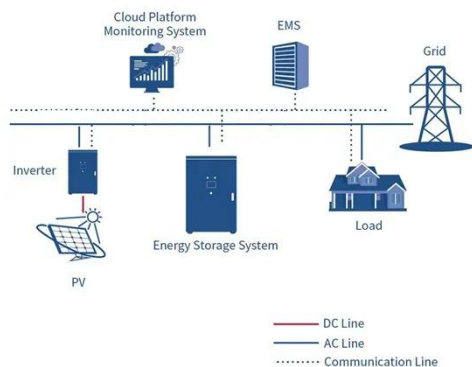 Cloud Platform
Monitoring System
EMS
Grid
Inverter
Energy Storage System
Load
PV
DC Line
AC Line
Communication Line